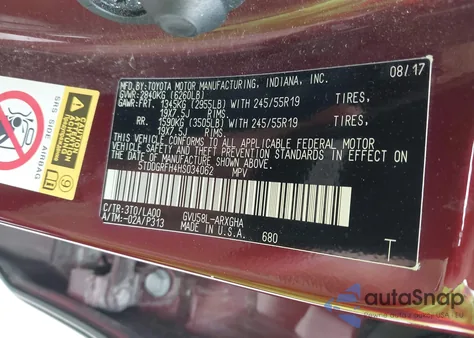 MFD.BY:TOYOTA MOTOR MANUFACTURING, INDIANA, INC. 08/17
GVWR:2840KG (6260LB)
GAWR:FRT. 1345KG (2955LB) WITH 245/55R19 TIRES,
19X7.5J RIMS.
RR. 1590KG (3505LB) WITH 245/55R19 TIRES,
19X7.5J RIMS.
THIS VEHICLE CONFORMS TO ALL APPLICABLE FEDERAL MOTOR
VEHICLE SAFETY STANDARDS IN EFFECT
ON THE DATE OF MANUFACTURE SHOWN ABOVE.
5TDDGRFH4HS034062 MPV
C/TR:3T0/LA00 GVU58L-ARXGHA
A/TM:-02A/P313 MADE IN U.S.A.
680 T
SRS SIDE AIRBAG
autoSnap